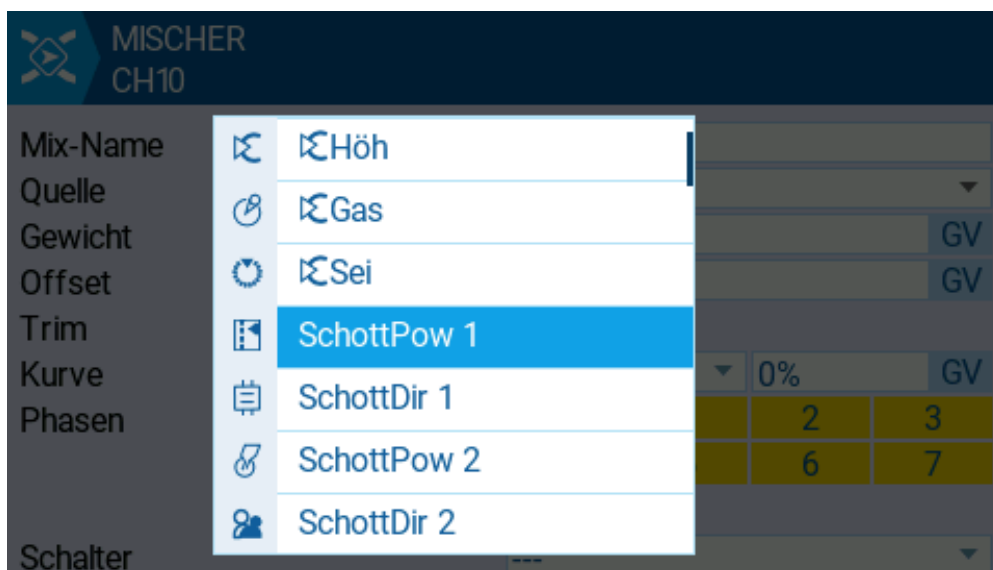 MISCHER
CH10
Mix-Name
Quelle
Gewicht GV
Offset GV
Trim
Kurve 0% GV
Phasen 2 3
6 7
Schalter ---
Höh
Gas
Sei
SchottPow 1
SchottDir 1
SchottPow 2
SchottDir 2